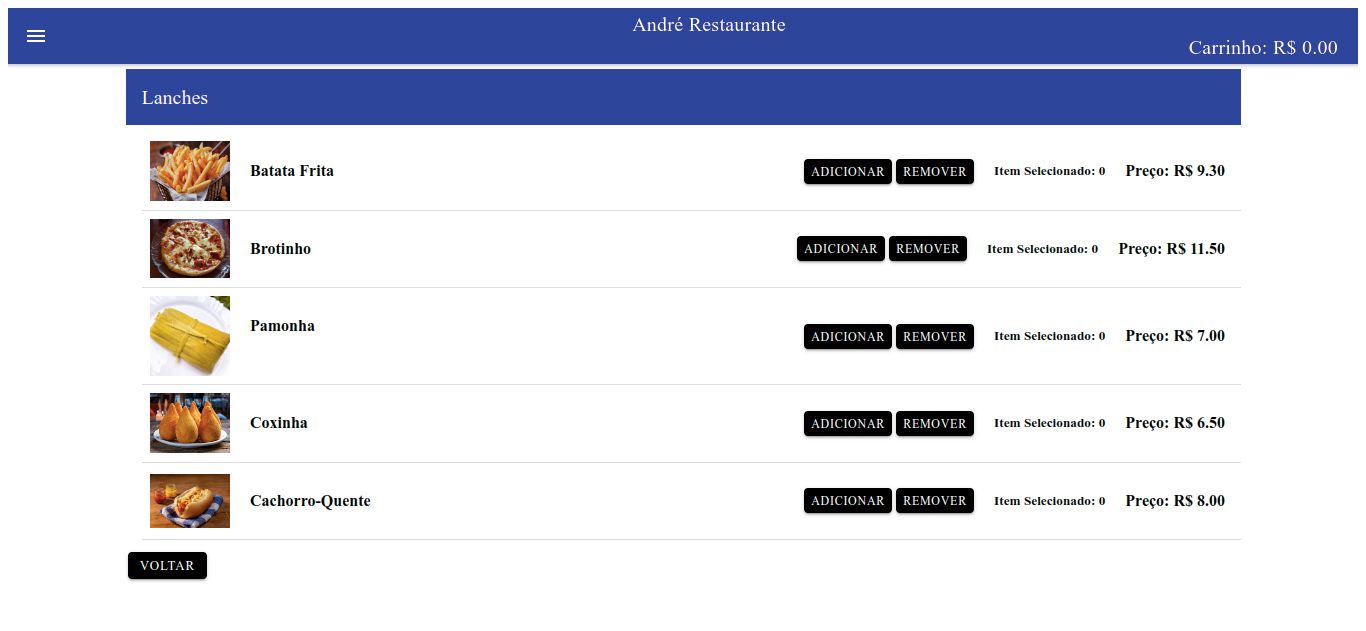 André Restaurante
Carrinho: R$ 0.00
Lanches
Batata Frita ADICIONAR REMOVER Item Selecionado: 0 Preço: R$ 9.30
Brotinho ADICIONAR REMOVER Item Selecionado: 0 Preço: R$ 11.50
Pamonha ADICIONAR REMOVER Item Selecionado: 0 Preço: R$ 7.00
Coxinha ADICIONAR REMOVER Item Selecionado: 0 Preço: R$ 6.50
Cachorro-Quente ADICIONAR REMOVER Item Selecionado: 0 Preço: R$ 8.00
VOLTAR